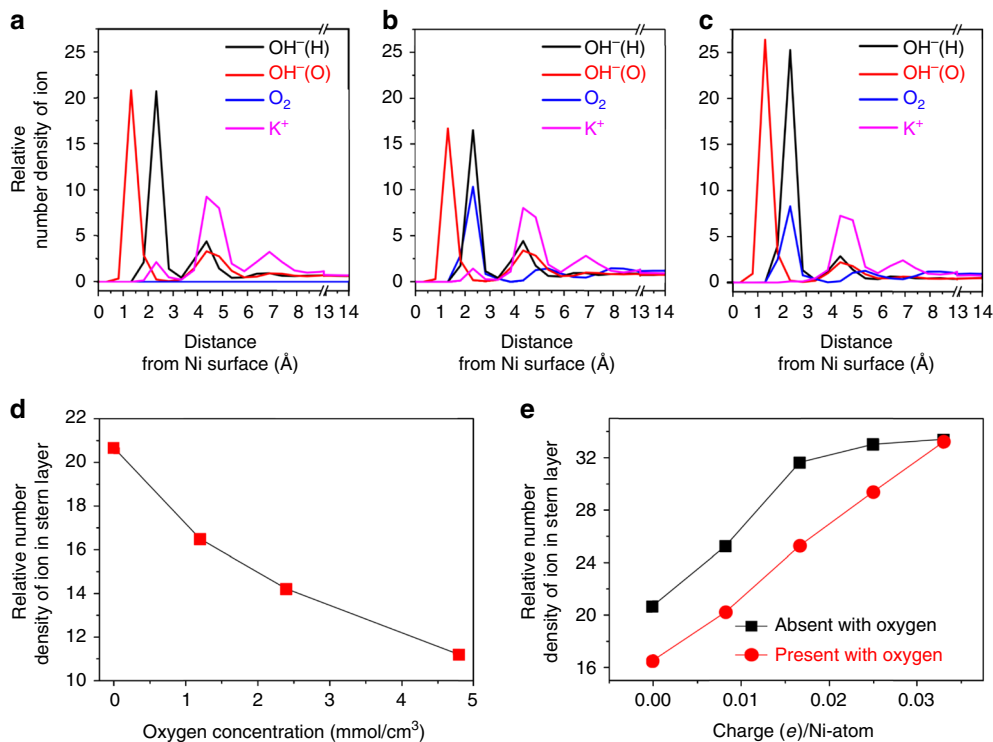 a
b
c
Relative
number density of ion
25
20
15
10
5
0
OH⁻(H)
OH⁻(O)
O₂
K⁺
0 1 2 3 4 5 6 7 8 13 14
Distance
from Ni surface (Å)
25
20
15
10
5
0
OH⁻(H)
OH⁻(O)
O₂
K⁺
0 1 2 3 4 5 6 7 8 13 14
Distance
from Ni surface (Å)
25
20
15
10
5
0
OH⁻(H)
OH⁻(O)
O₂
K⁺
0 1 2 3 4 5 6 7 8 13 14
Distance
from Ni surface (Å)
d
Relative number
density of ion in stern layer
22
20
18
16
14
12
10
0 1 2 3 4 5
Oxygen concentration (mmol/cm³)
e
Relative number
density of ion in stern layer
32
28
24
20
16
Absent with oxygen
Present with oxygen
0.00 0.01 0.02 0.03
Charge (e)/Ni-atom